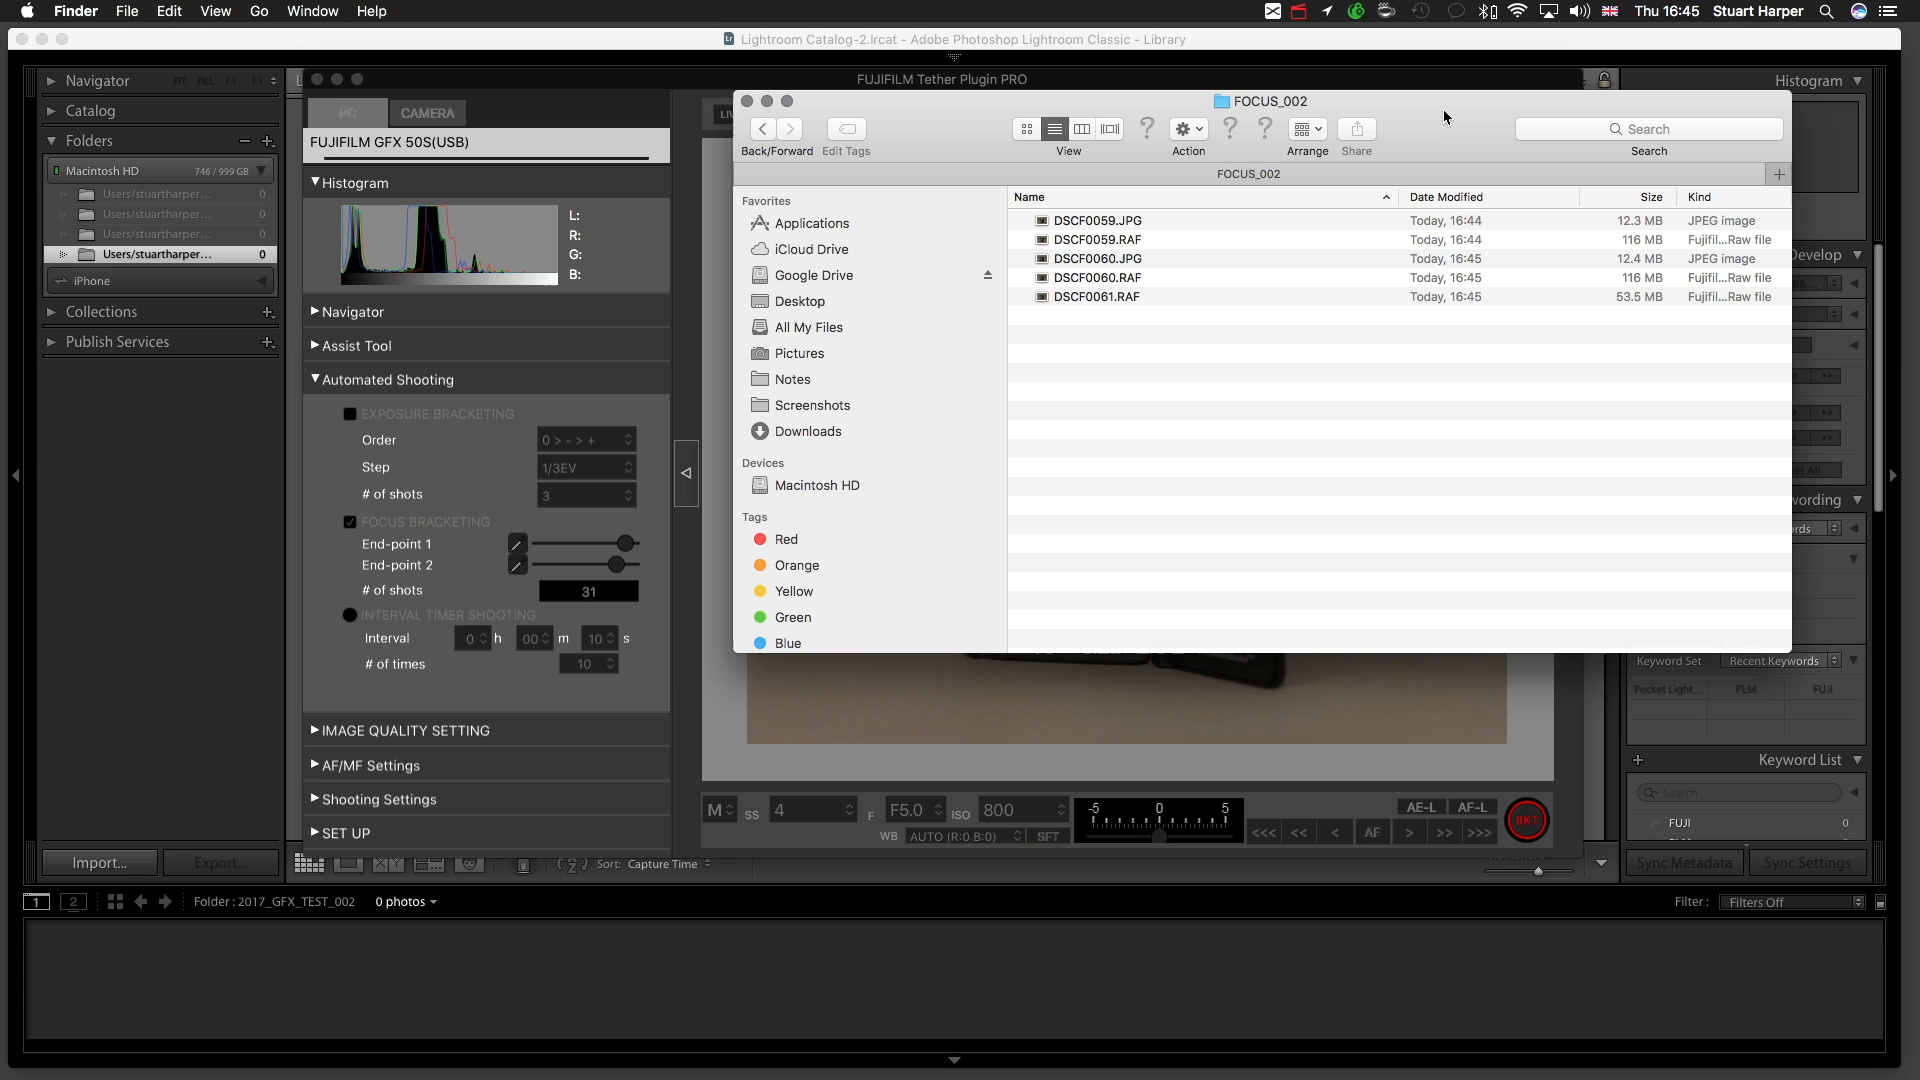 Finder File Edit View Go Window Help Thu 16:45 Stuart Harper
Lightroom Catalog-2.lrcat - Adobe Photoshop Lightroom Classic - Library
Navigator FIT FILL 1:1
Catalog
Folders
Macintosh HD 746 / 999 GB
Users/stuartharper... 0
Users/stuartharper... 0
Users/stuartharper... 0
Users/stuartharper... 0
iPhone
Collections
Publish Services
Import... Export...
FUJIFILM Tether Plugin PRO
PC CAMERA
FUJIFILM GFX 50S(USB)
Histogram
L:
R:
G:
B:
Navigator
Assist Tool
Automated Shooting
EXPOSURE BRACKETING
Order 0 > - > +
Step 1/3EV
# of shots 3
FOCUS BRACKETING
End-point 1
End-point 2
# of shots 31
INTERVAL TIMER SHOOTING
Interval 0 h 00 m 10 s
# of times 10
IMAGE QUALITY SETTING
AF/MF Settings
Shooting Settings
SET UP
FOCUS_002
Back/Forward Edit Tags View Action Arrange Share Search
Search
FOCUS_002
Favorites
Applications
iCloud Drive
Google Drive
Desktop
All My Files
Pictures
Notes
Screenshots
Downloads
Devices
Macintosh HD
Tags
Red
Orange
Yellow
Green
Blue
Name Date Modified Size Kind
DSCF0059.JPG Today, 16:44 12.3 MB JPEG image
DSCF0059.RAF Today, 16:44 116 MB Fujifil...Raw file
DSCF0060.JPG Today, 16:45 12.4 MB JPEG image
DSCF0060.RAF Today, 16:45 116 MB Fujifil...Raw file
DSCF0061.RAF Today, 16:45 53.5 MB Fujifil...Raw file
M SS 4 F F5.0 ISO 800
WB AUTO (R:0 B:0) SFT
-5 0 5
AE-L AF-L
<<< << < AF > >> >>>
BKT
Histogram
Develop
wording
Keyword Set Recent Keywords
Pocket Light... PLM FUJI
Keyword List
Search
FUJI 0
Sync Metadata Sync Settings
Sort: Capture Time
1 2 Folder : 2017_GFX_TEST_002 0 photos
Filter : Filters Off